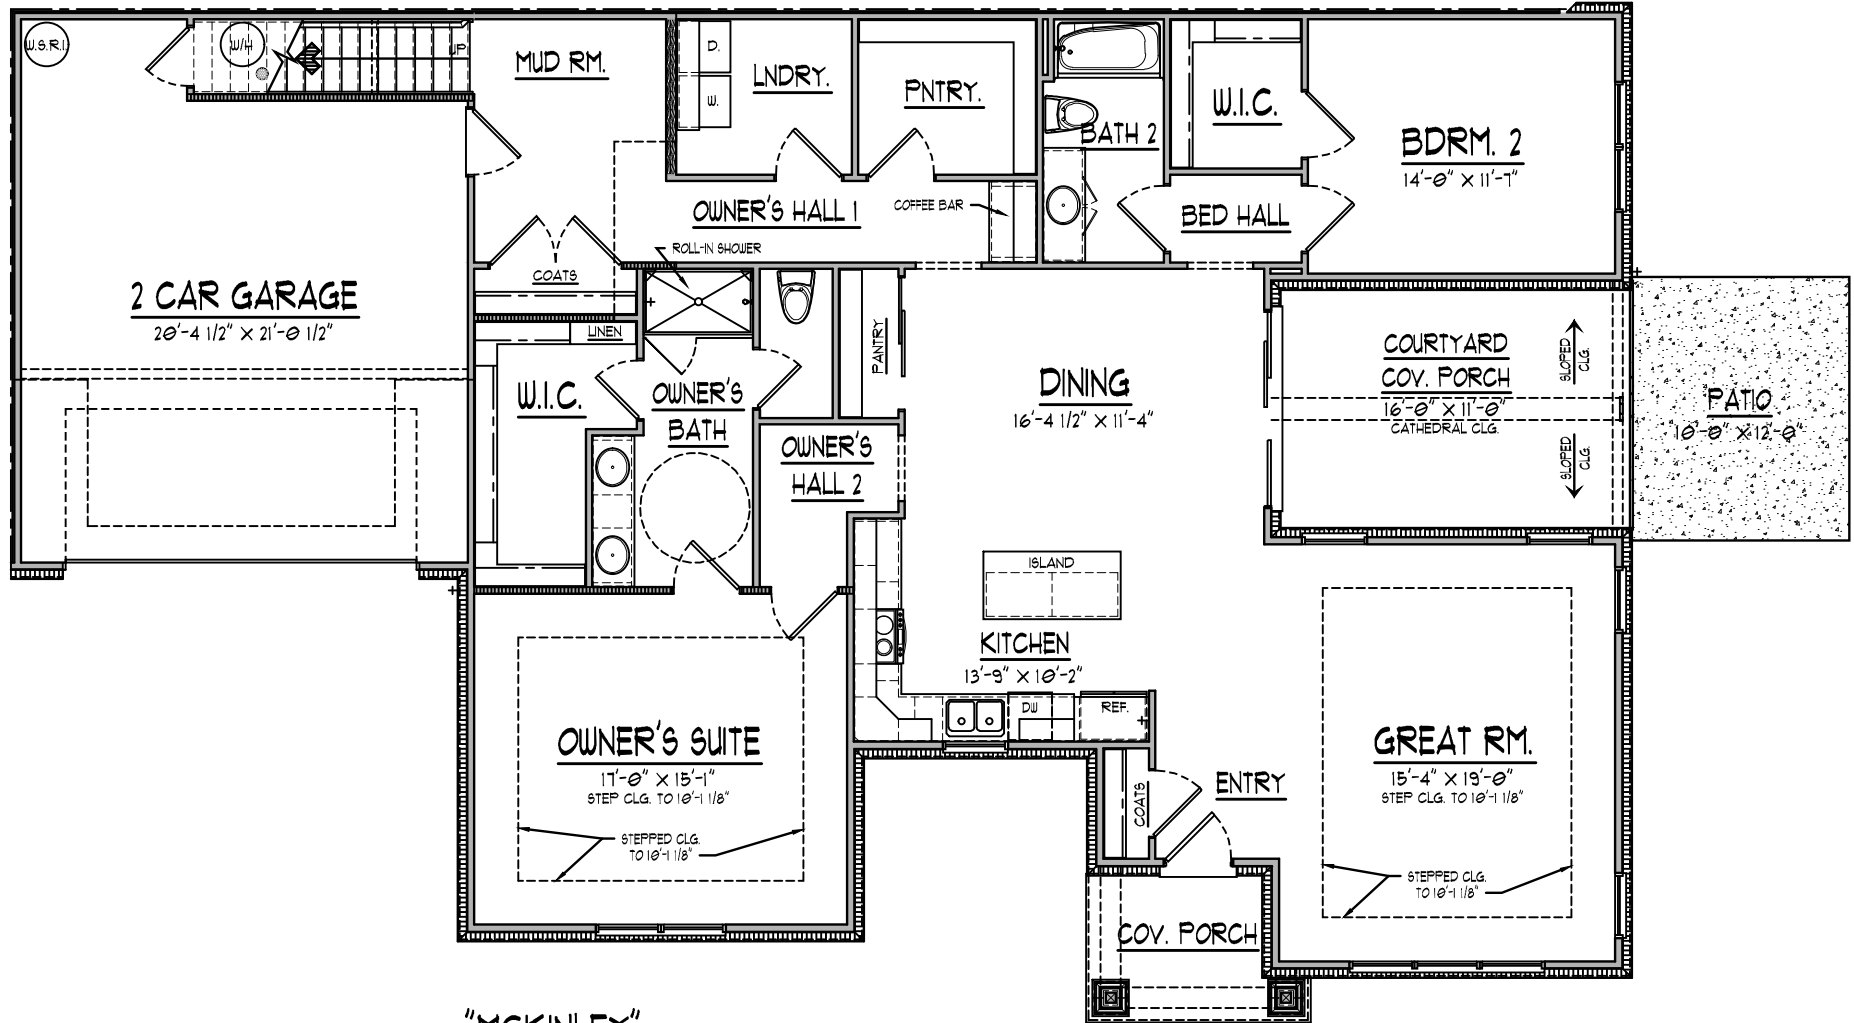 W.S.R.I.
W/H
UP
MUD RM.
D.
W.
LNDRY.
PNTRY.
BATH 2
W.I.C.
BDRM. 2
14'-0" X 11'-7"
OWNER'S HALL 1
COFFEE BAR
BED HALL
ROLL-IN SHOWER
COATS
2 CAR GARAGE
20'-4 1/2" X 21'-0 1/2"
LINEN
W.I.C.
OWNER'S
BATH
PANTRY
OWNER'S
HALL 2
DINING
16'-4 1/2" X 11'-4"
COURTYARD
COV. PORCH
16'-0" X 11'-0"
CATHEDRAL CLG.
SLOPED
CLG.
SLOPED
CLG.
PATIO
10'-0" X 12'-0"
ISLAND
KITCHEN
13'-9" X 10'-2"
DW
REF.
OWNER'S SUITE
17'-0" X 15'-1"
STEP CLG. TO 10'-1 1/8"
STEPPED CLG.
TO 10'-1 1/8"
COATS
ENTRY
GREAT RM.
15'-4" X 19'-0"
STEP CLG. TO 10'-1 1/8"
STEPPED CLG.
TO 10'-1 1/8"
COV. PORCH
"MCKINLEY"